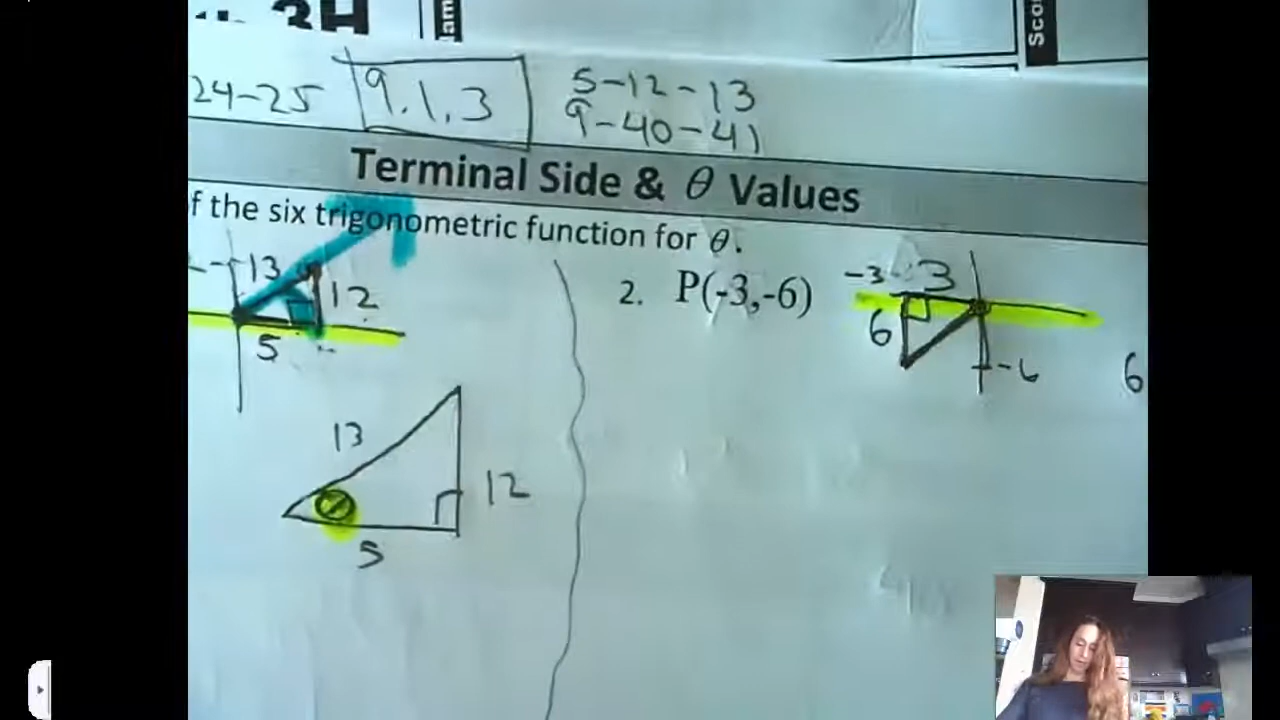 3H
24-25 9.1.3 5-12-13
9-40-41
Terminal Side & θ Values
f the six trigonometric function for θ.
13
12
5
2. P(-3,-6)
-3 3
6
-6
6
13
12
θ
5